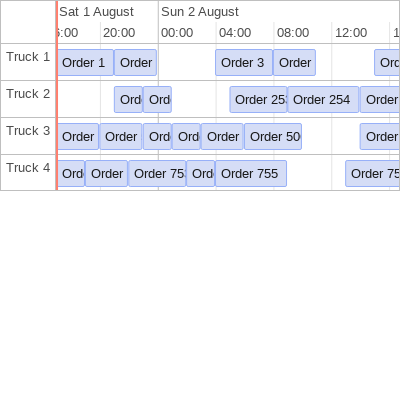 Sat 1 August Sun 2 August
:00 20:00 00:00 04:00 08:00 12:00 1
Truck 1 Order 1 Order Order 3 Order Ord
Truck 2 Ord Ord Order 253 Order 254 Order
Truck 3 Order Order Ord Ord Order Order 50 Order
Truck 4 Ord Order Order 75 Ord Order 755 Order 75